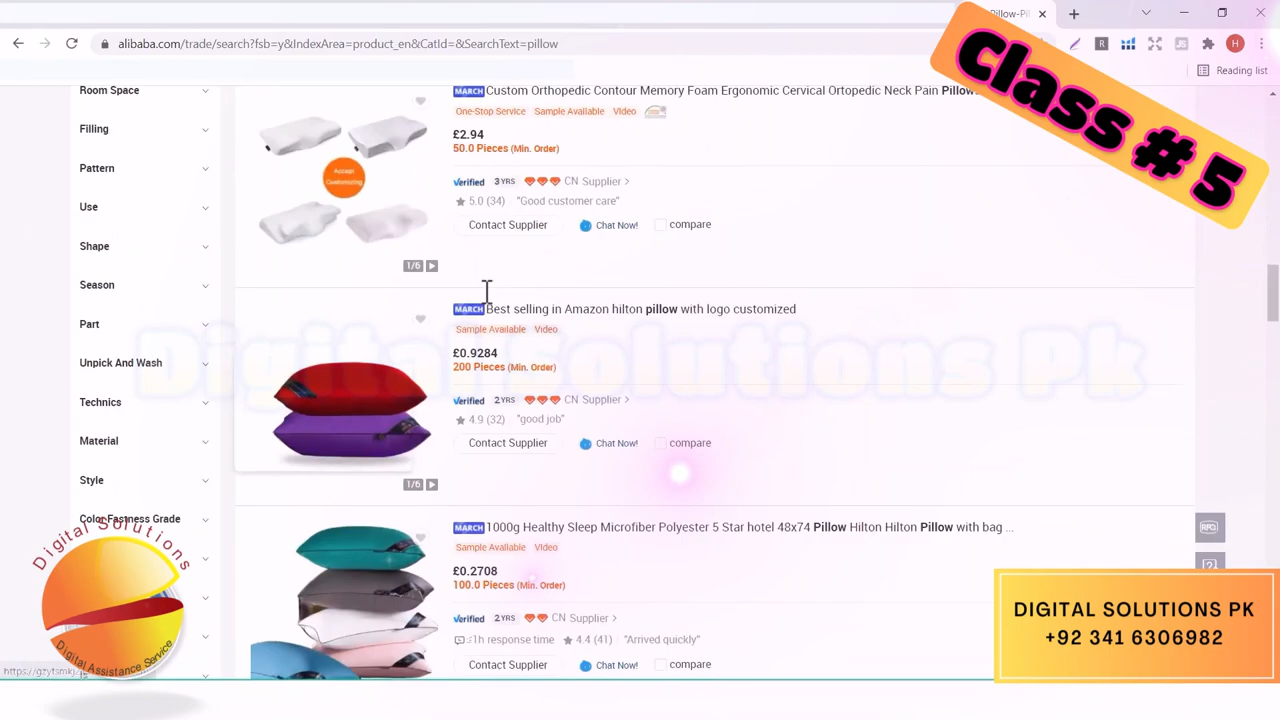 Pillow-Pil
alibaba.com/trade/search?fsb=y&IndexArea=product_en&CatId=&SearchText=pillow
R
JS
H
Reading list
Class # 5
Room Space
Filling
Pattern
Use
Shape
Season
Part
Unpick And Wash
Technics
Material
Style
Color Fastness Grade
MARCH Custom Orthopedic Contour Memory Foam Ergonomic Cervical Ortopedic Neck Pain Pillow
One-Stop Service Sample Available Video
£2.94
50.0 Pieces (Min. Order)
Accept Customizing
Verified 3 YRS CN Supplier >
5.0 (34) "Good customer care"
Contact Supplier Chat Now! compare
1/6
MARCH Best selling in Amazon hilton pillow with logo customized
Sample Available Video
£0.9284
200 Pieces (Min. Order)
Digital Solutions Pk
Verified 2 YRS CN Supplier >
4.9 (32) "good job"
Contact Supplier Chat Now! compare
1/6
MARCH 1000g Healthy Sleep Microfiber Polyester 5 Star hotel 48x74 Pillow Hilton Hilton Pillow with bag ...
Sample Available Video
£0.2708
100.0 Pieces (Min. Order)
Verified 2 YRS CN Supplier >
≤1h response time 4.4 (41) "Arrived quickly"
Contact Supplier Chat Now! compare
RFQ
Digital Solutions
Digital Assistance Service
DIGITAL SOLUTIONS PK
+92 341 6306982